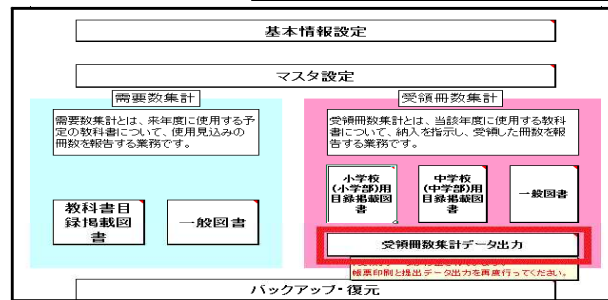 基本情報設定
マスタ設定
需要数集計
需要数集計とは、来年度に使用する予
定の教科書について、使用見込みの
冊数を報告する業務です。
教科書目
録掲載図
書
一般図書
受領冊数集計
受領冊数集計とは、当該年度に使用する教科
書について、納入を指示し、受領した冊数を報
告する業務です。
小学校
(小学部)用
目録掲載図
書
中学校
(中学部)用
目録掲載図
書
一般図書
受領冊数集計データ出力
帳票印刷と提出データ出力を再度行ってください。
バックアップ・復元